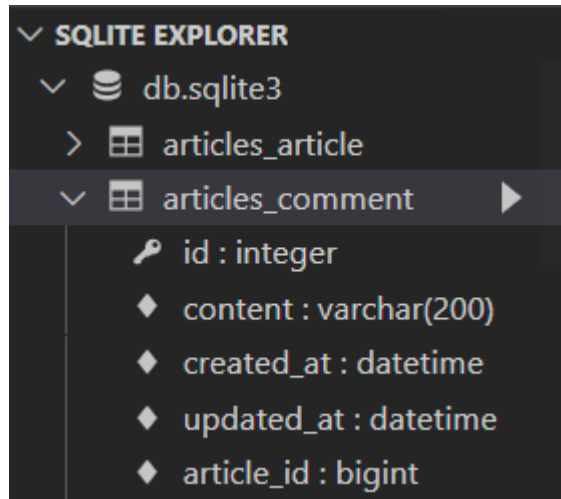 SQLITE EXPLORER
db.sqlite3
articles_article
articles_comment
id : integer
content : varchar(200)
created_at : datetime
updated_at : datetime
article_id : bigint